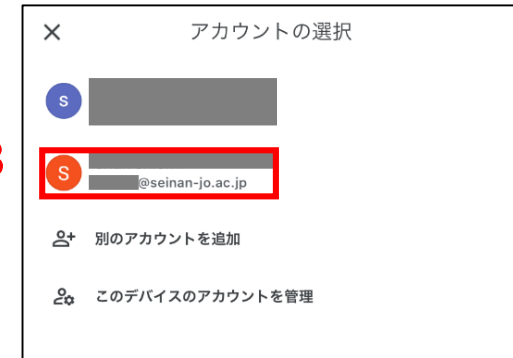 アカウントの選択
s
S
@seinan-jo.ac.jp
別のアカウントを追加
このデバイスのアカウントを管理